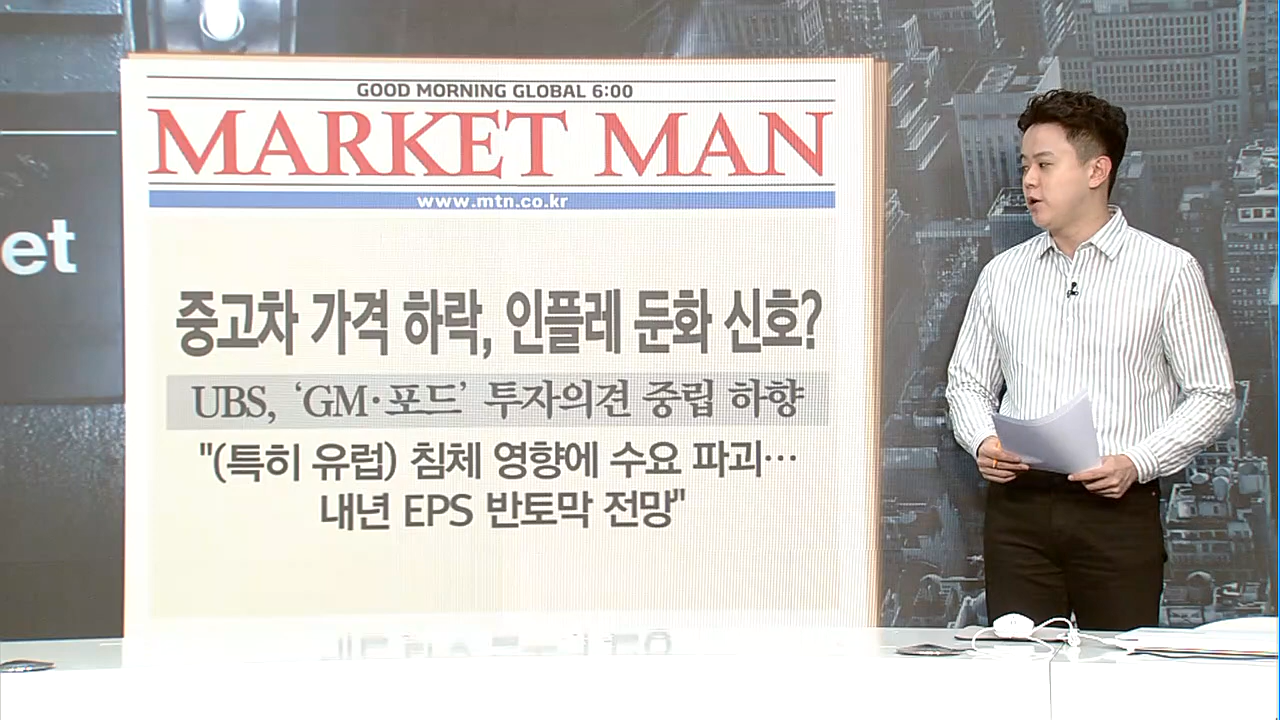 GOOD MORNING GLOBAL 6:00
MARKET MAN
www.mtn.co.kr
et
중고차 가격 하락, 인플레 둔화 신호?
UBS, ‘GM·포드’ 투자의견 중립 하향
"(특히 유럽) 침체 영향에 수요 파괴…
내년 EPS 반토막 전망"